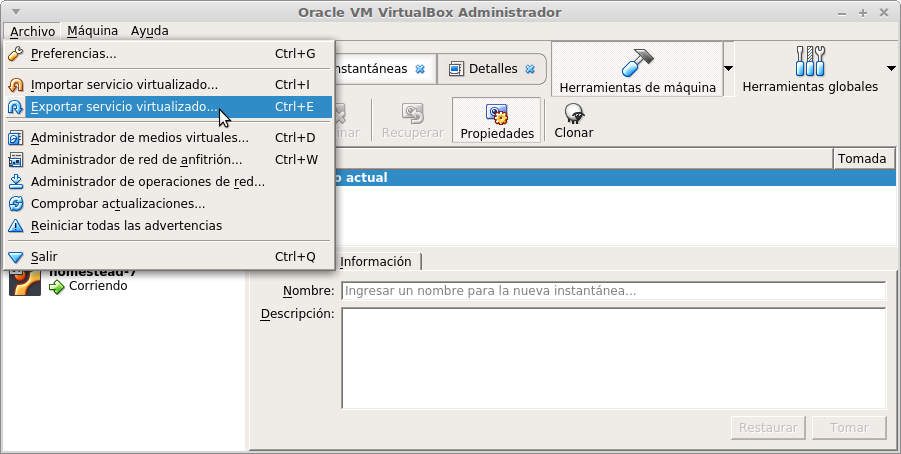 Oracle VM VirtualBox Administrador
Archivo Máquina Ayuda
Preferencias... Ctrl+G
Importar servicio virtualizado... Ctrl+I
Exportar servicio virtualizado... Ctrl+E
Administrador de medios virtuales... Ctrl+D
Administrador de red de anfitrión... Ctrl+W
Administrador de operaciones de red...
Comprobar actualizaciones...
Reiniciar todas las advertencias
Salir Ctrl+Q
nstantáneas Detalles
Herramientas de máquina Herramientas globales
inar Recuperar Propiedades Clonar
Tomada
o actual
homestead-7
Corriendo
Información
Nombre: Ingresar un nombre para la nueva instantánea...
Descripción:
Restaurar Tomar